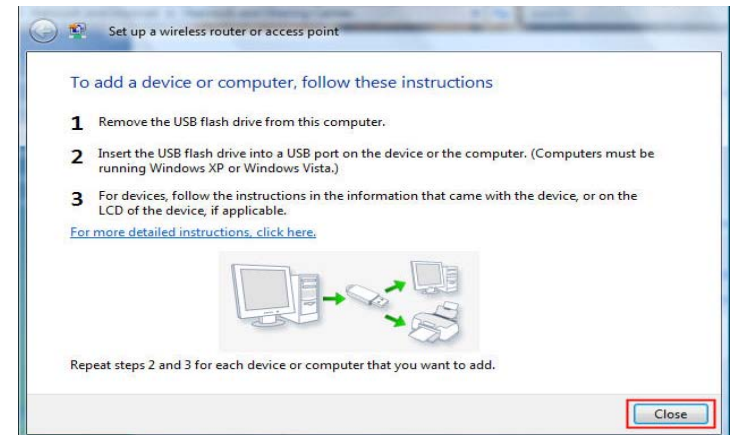 Set up a wireless router or access point
To add a device or computer, follow these instructions
1 Remove the USB flash drive from this computer.
2 Insert the USB flash drive into a USB port on the device or the computer. (Computers must be
running Windows XP or Windows Vista.)
3 For devices, follow the instructions in the information that came with the device, or on the
LCD of the device, if applicable.
For more detailed instructions, click here.
Repeat steps 2 and 3 for each device or computer that you want to add.
Close